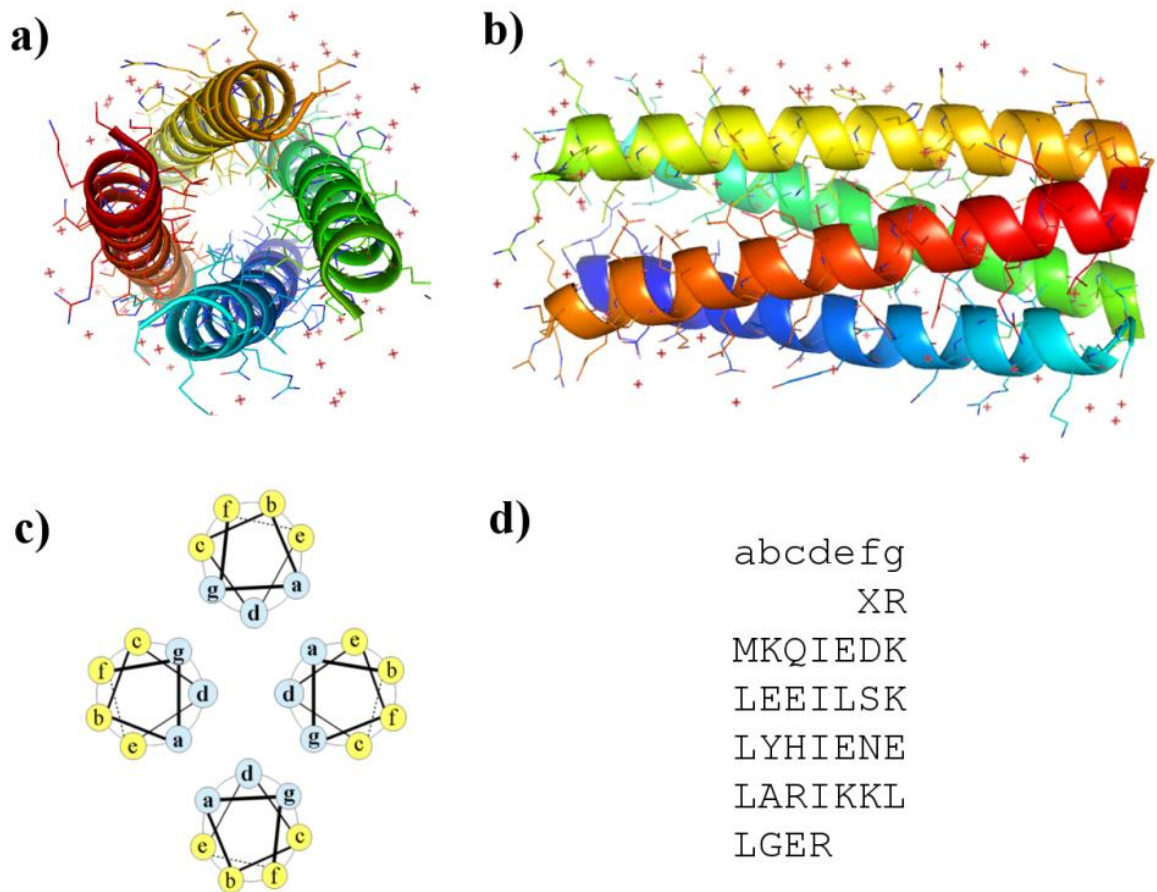 a)
b)
c)
f b
c e
g a
d
c g
f
d
b
e a
a e
b
d
f
g c
d
a g
e c
b f
d)
abcdefg
XR
MKQIEDK
LEEILSK
LYHIENE
LARIKKL
LGER